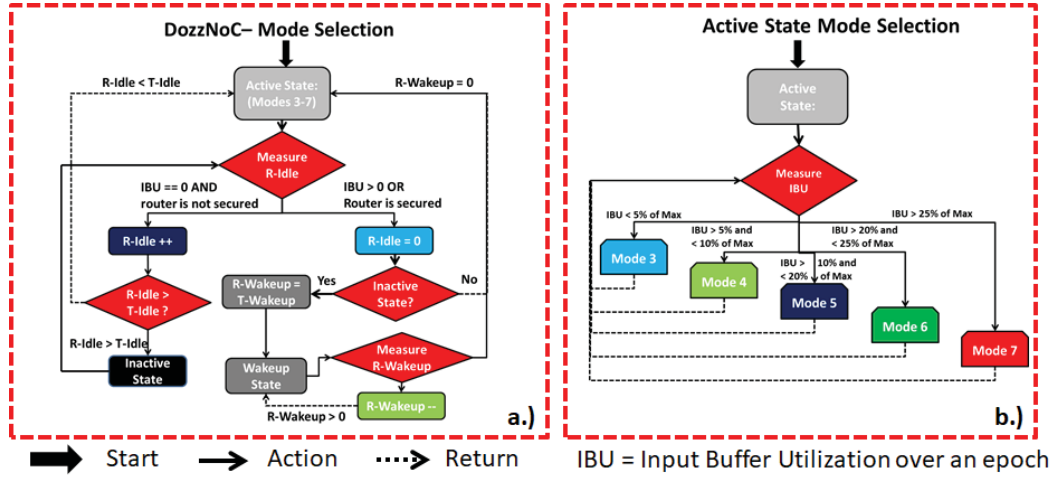 DozzNoC– Mode Selection
R-Idle < T-Idle
Active State:
(Modes 3-7)
R-Wakeup = 0
Measure
R-Idle
IBU == 0 AND
router is not secured
IBU > 0 OR
Router is secured
R-Idle ++
R-Idle = 0
R-Idle >
T-Idle ?
R-Wakeup =
T-Wakeup
Yes
Inactive
State?
No
R-Idle > T-Idle
Inactive
State
Wakeup
State
Measure
R-Wakeup
R-Wakeup --
R-Wakeup > 0
a.)
Active State Mode Selection
Active
State:
Measure
IBU
IBU < 5% of Max
IBU > 25% of Max
IBU > 5% and
< 10% of Max
IBU > 20% and
< 25% of Max
IBU > 10% and
< 20% of Max
Mode 3
Mode 4
Mode 5
Mode 6
Mode 7
b.)
Start
Action
Return
IBU = Input Buffer Utilization over an epoch